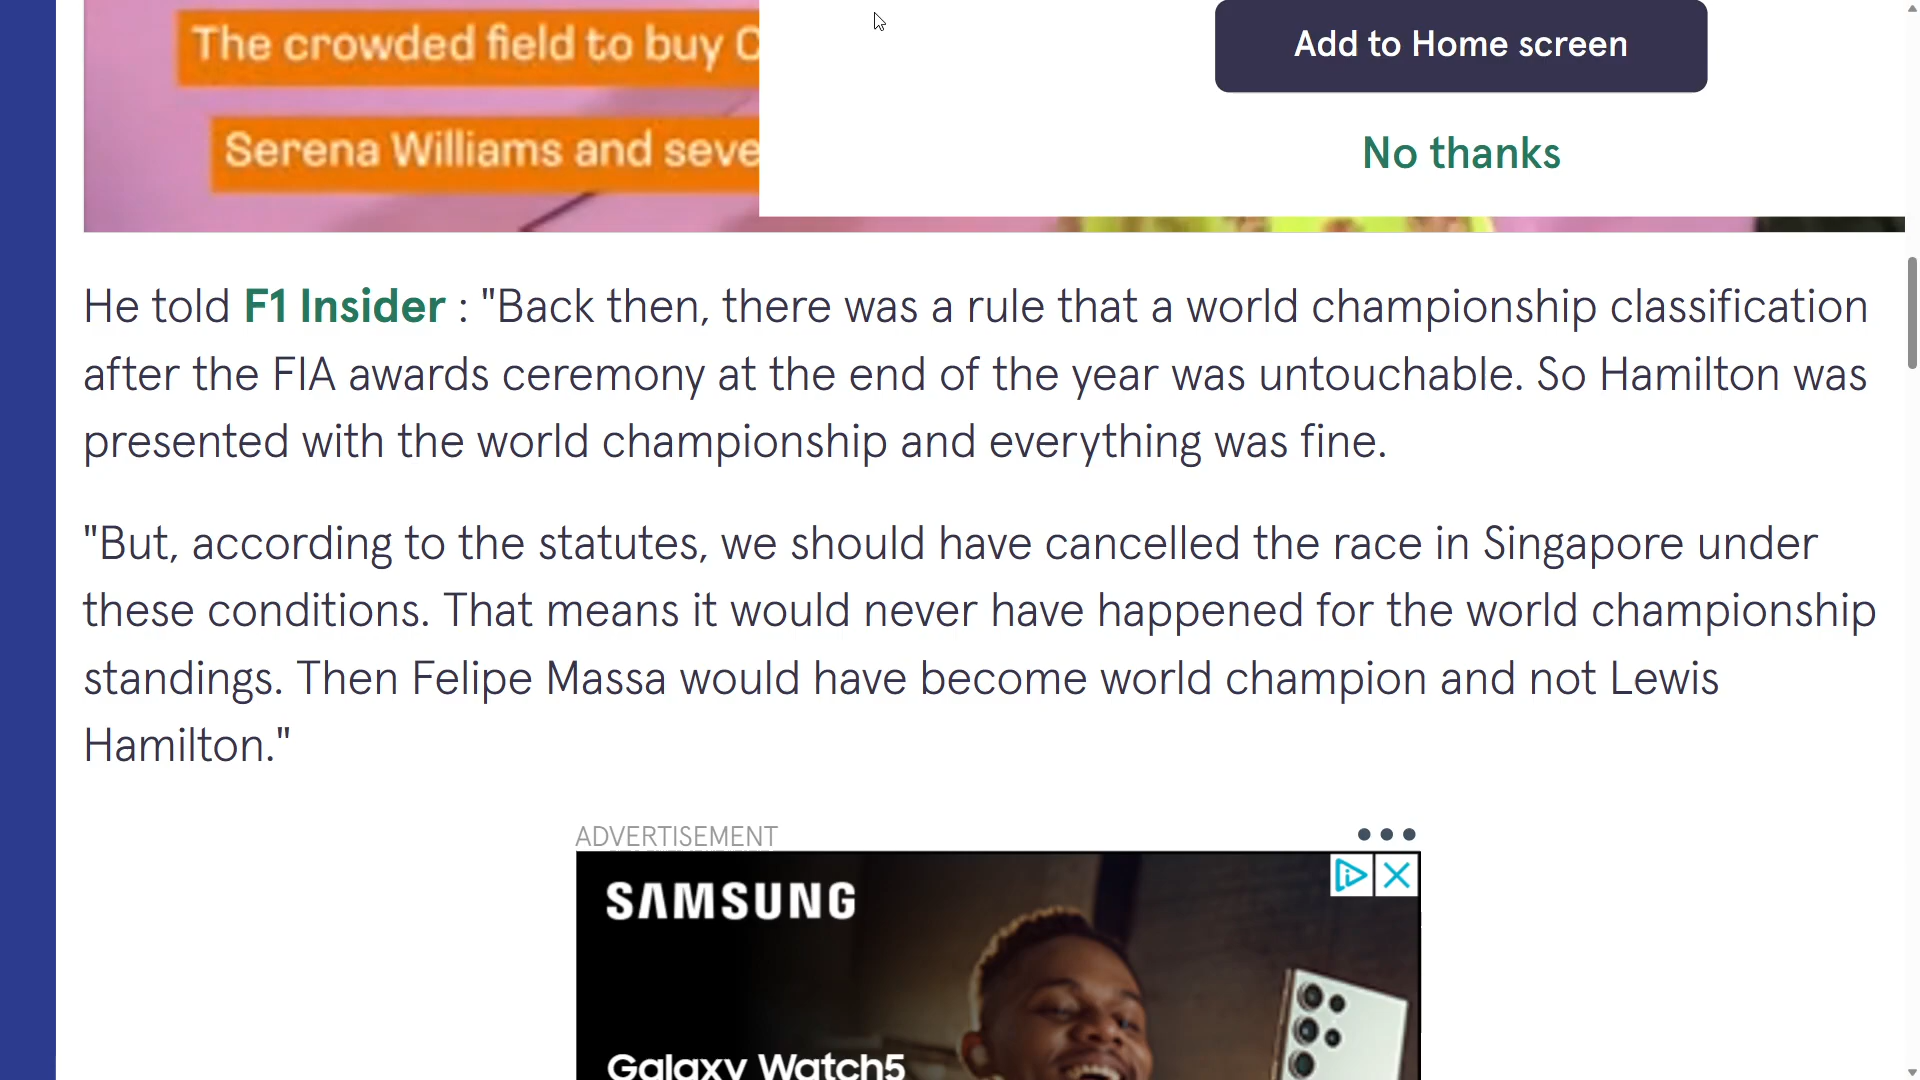 The crowded field to buy
Serena Williams and
Add to Home screen
No thanks
He told F1 Insider : "Back then, there was a rule that a world championship classification
after the FIA awards ceremony at the end of the year was untouchable. So Hamilton was
presented with the world championship and everything was fine.
"But, according to the statutes, we should have cancelled the race in Singapore under
these conditions. That means it would never have happened for the world championship
standings. Then Felipe Massa would have become world champion and not Lewis
Hamilton."
ADVERTISEMENT
SAMSUNG
Galaxy Watch5